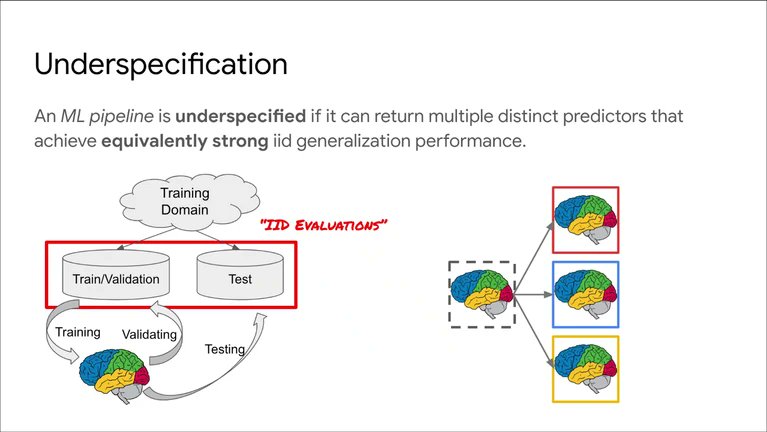 Underspecification
An ML pipeline is underspecified if it can return multiple distinct predictors that
achieve equivalently strong iid generalization performance.
Training
Domain
"IID Evaluations"
Train/Validation
Test
Training
Validating
Testing